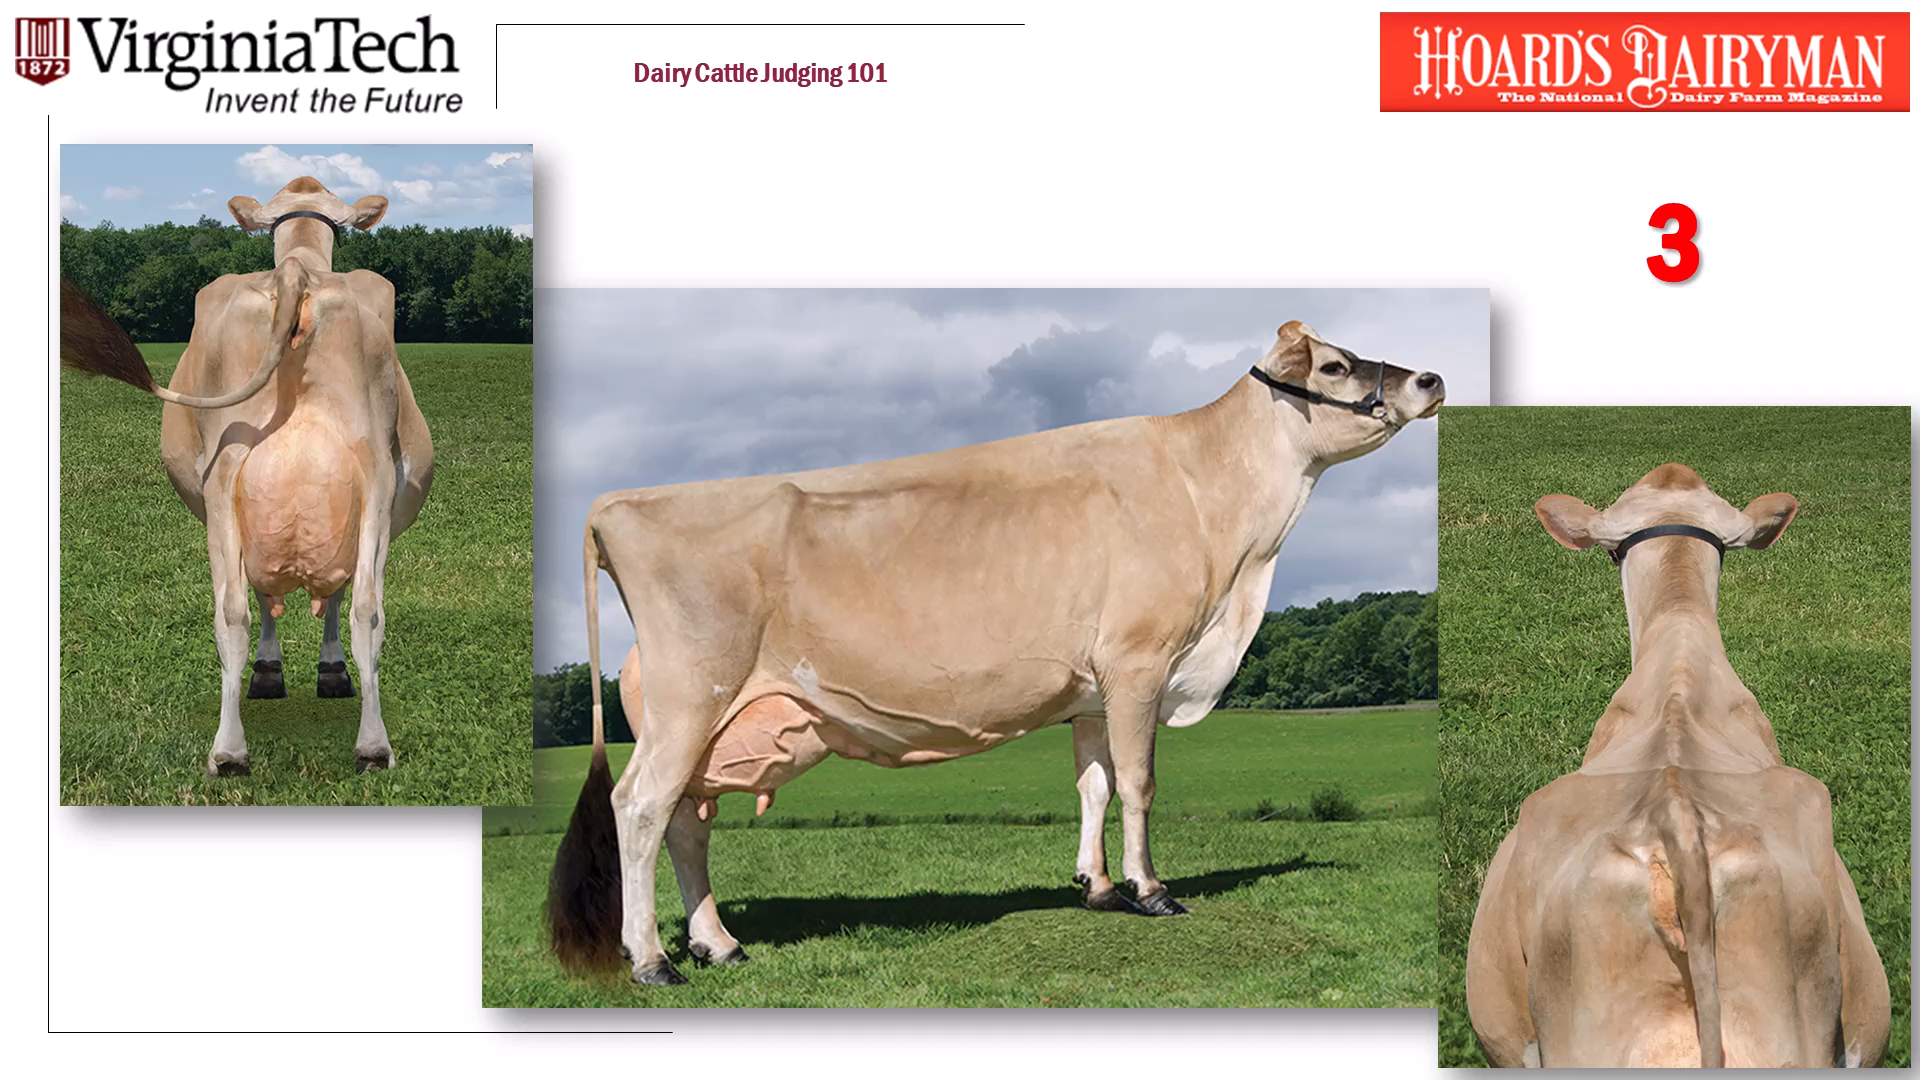 VirginiaTech
1872
Invent the Future
Dairy Cattle Judging 101
HOARD'S DAIRYMAN
The National Dairy Farm Magazine
3